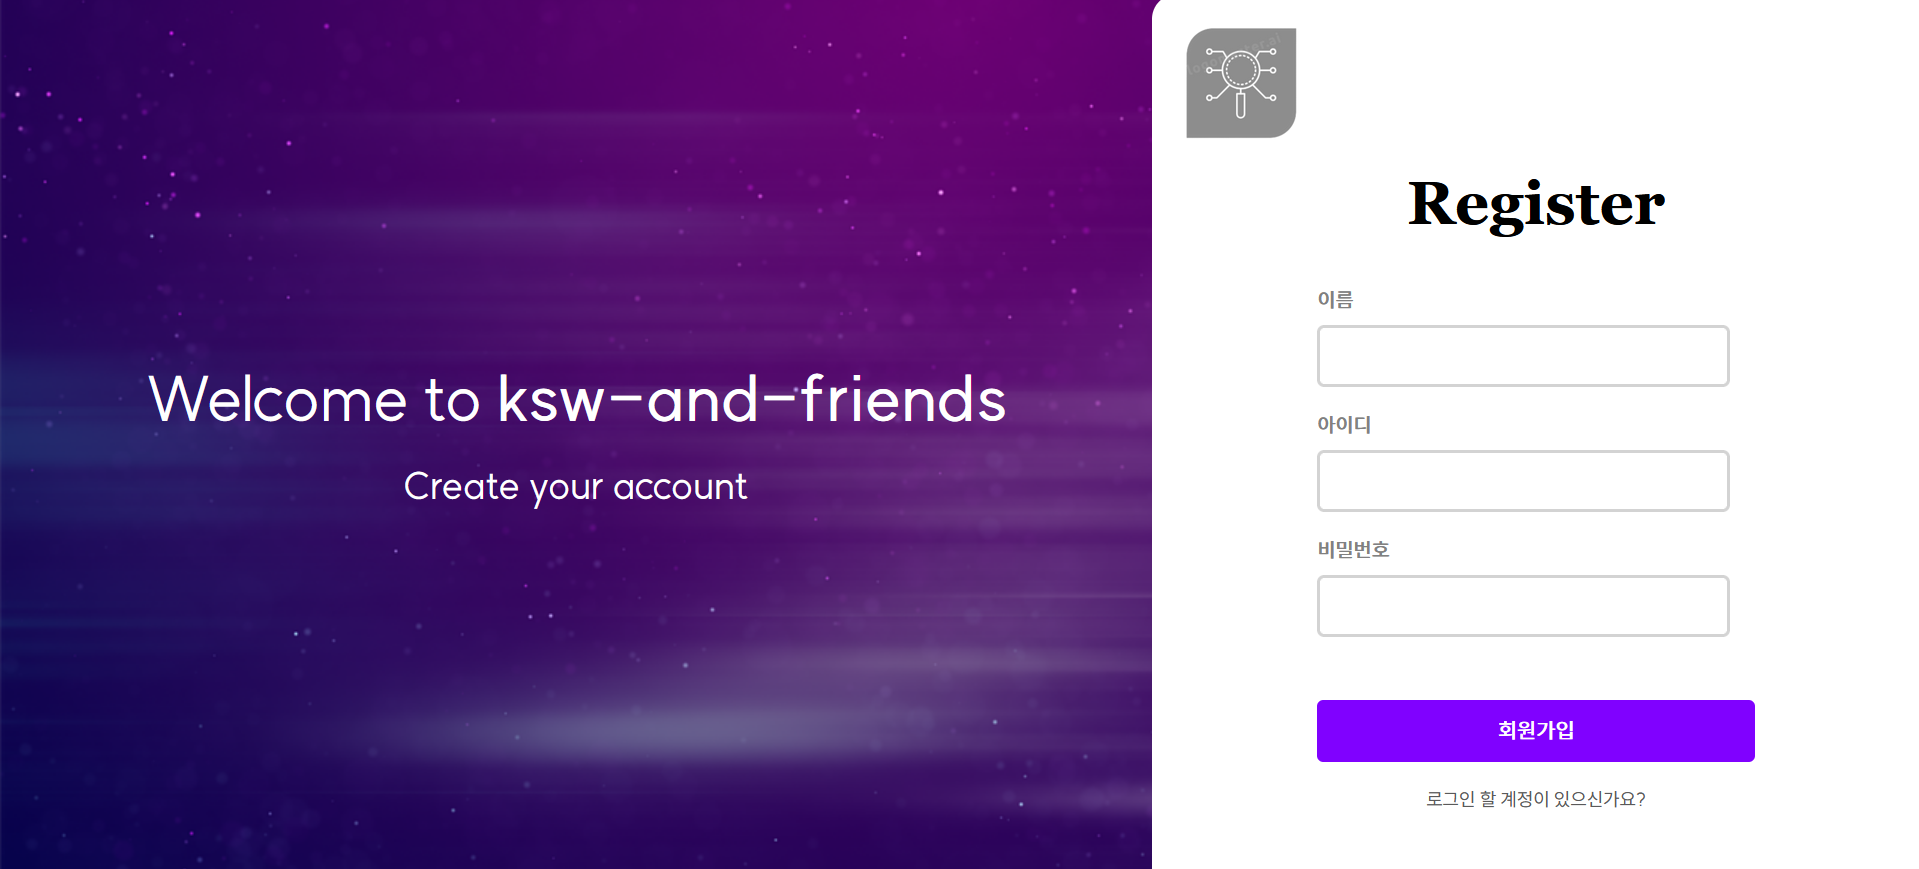 Welcome to ksw-and-friends
Create your account
Register
이름
아이디
비밀번호
회원가입
로그인 할 계정이 있으신가요?